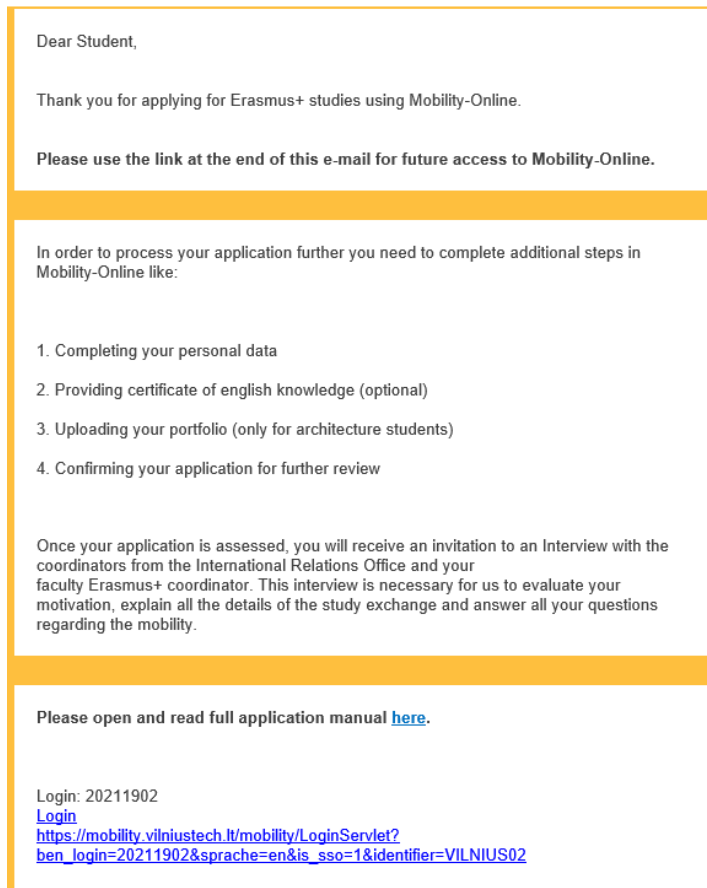 Dear Student,
Thank you for applying for Erasmus+ studies using Mobility-Online.
Please use the link at the end of this e-mail for future access to Mobility-Online.
In order to process your application further you need to complete additional steps in
Mobility-Online like:
1. Completing your personal data
2. Providing certificate of english knowledge (optional)
3. Uploading your portfolio (only for architecture students)
4. Confirming your application for further review
Once your application is assessed, you will receive an invitation to an Interview with the
coordinators from the International Relations Office and your
faculty Erasmus+ coordinator. This interview is necessary for us to evaluate your
motivation, explain all the details of the study exchange and answer all your questions
regarding the mobility.
Please open and read full application manual here.
Login: 20211902
Login
https://mobility.vilniustech.lt/mobility/LoginServlet?
ben_login=20211902&sprache=en&is_sso=1&identifier=VILNIUS02